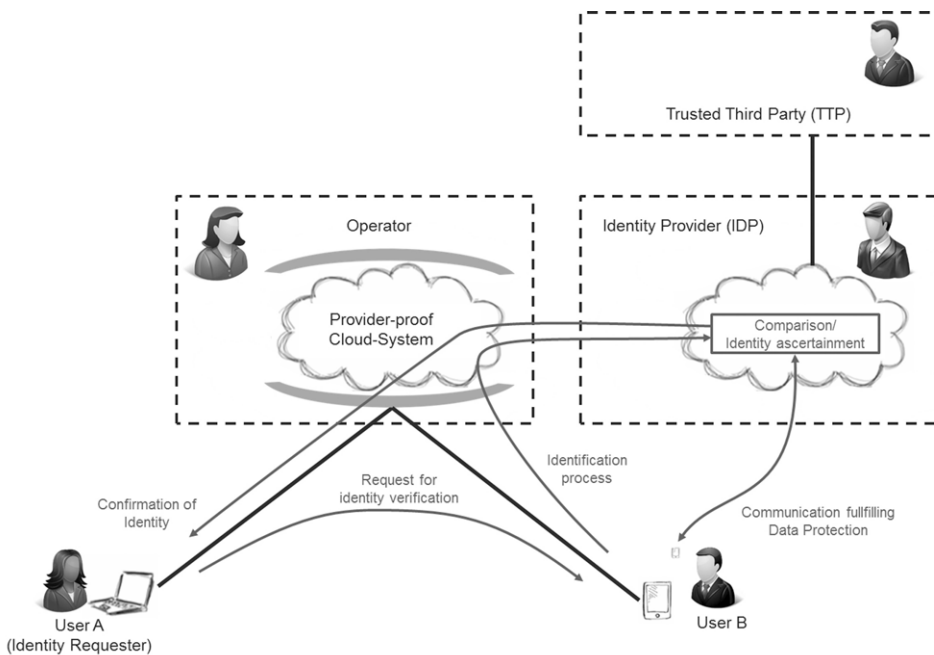 Trusted Third Party (TTP)
Operator
Identity Provider (IDP)
Provider-proof
Cloud-System
Comparison/
Identity ascertainment
Identification
process
Request for
identity verification
Confirmation of
Identity
Communication fullfilling
Data Protection
User A
(Identity Requester)
User B